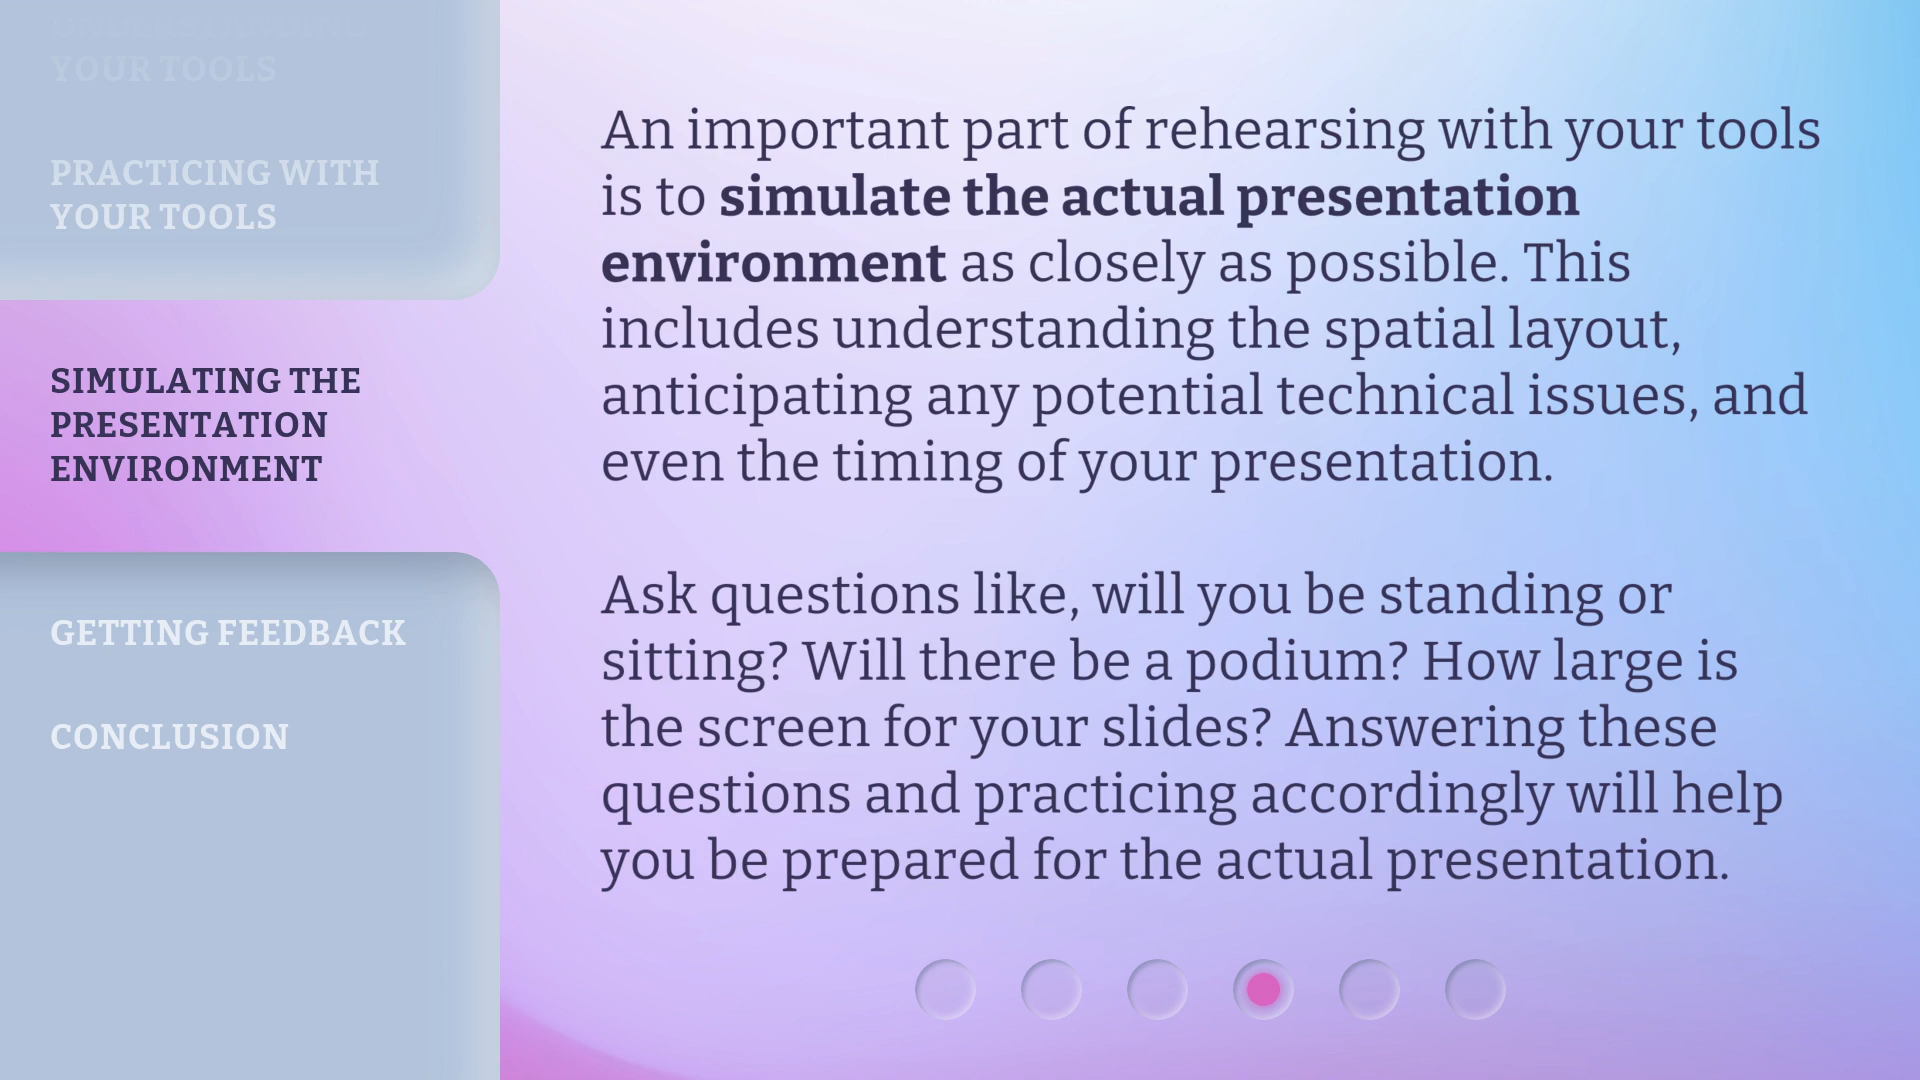 UNDERSTANDING
YOUR TOOLS
PRACTICING WITH
YOUR TOOLS
SIMULATING THE
PRESENTATION
ENVIRONMENT
GETTING FEEDBACK
CONCLUSION
An important part of rehearsing with your tools
is to simulate the actual presentation
environment as closely as possible. This
includes understanding the spatial layout,
anticipating any potential technical issues, and
even the timing of your presentation.
Ask questions like, will you be standing or
sitting? Will there be a podium? How large is
the screen for your slides? Answering these
questions and practicing accordingly will help
you be prepared for the actual presentation.